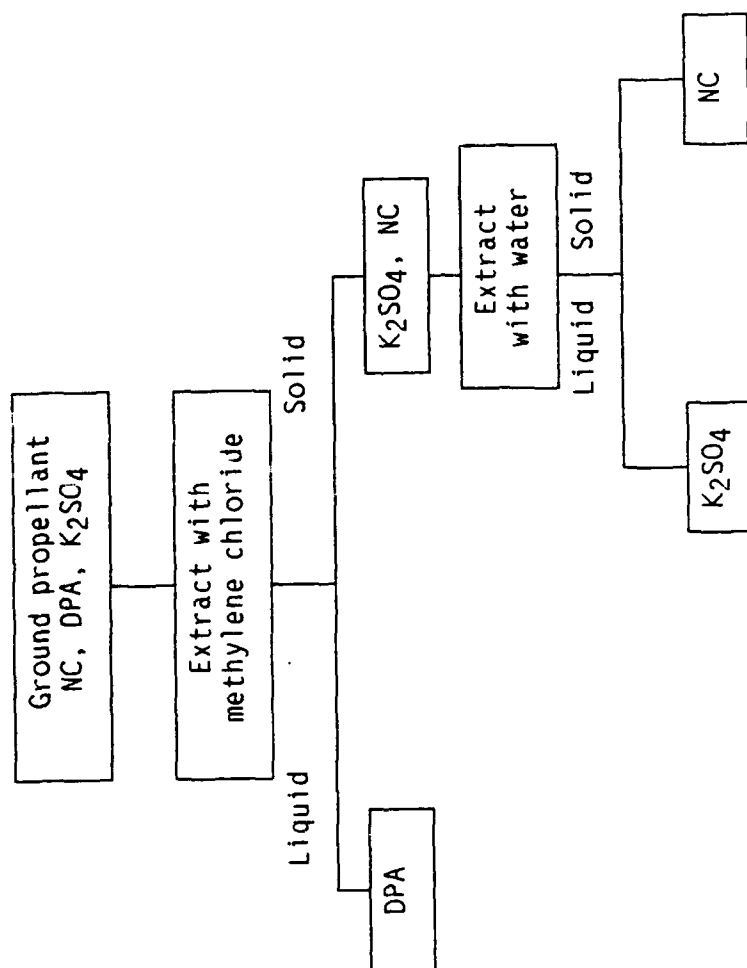 Ground propellant
NC, DPA, K2SO4
Extract with
methylene chloride
Liquid
Solid
DPA
K2SO4, NC
Extract
with water
Liquid
Solid
K2SO4
NC